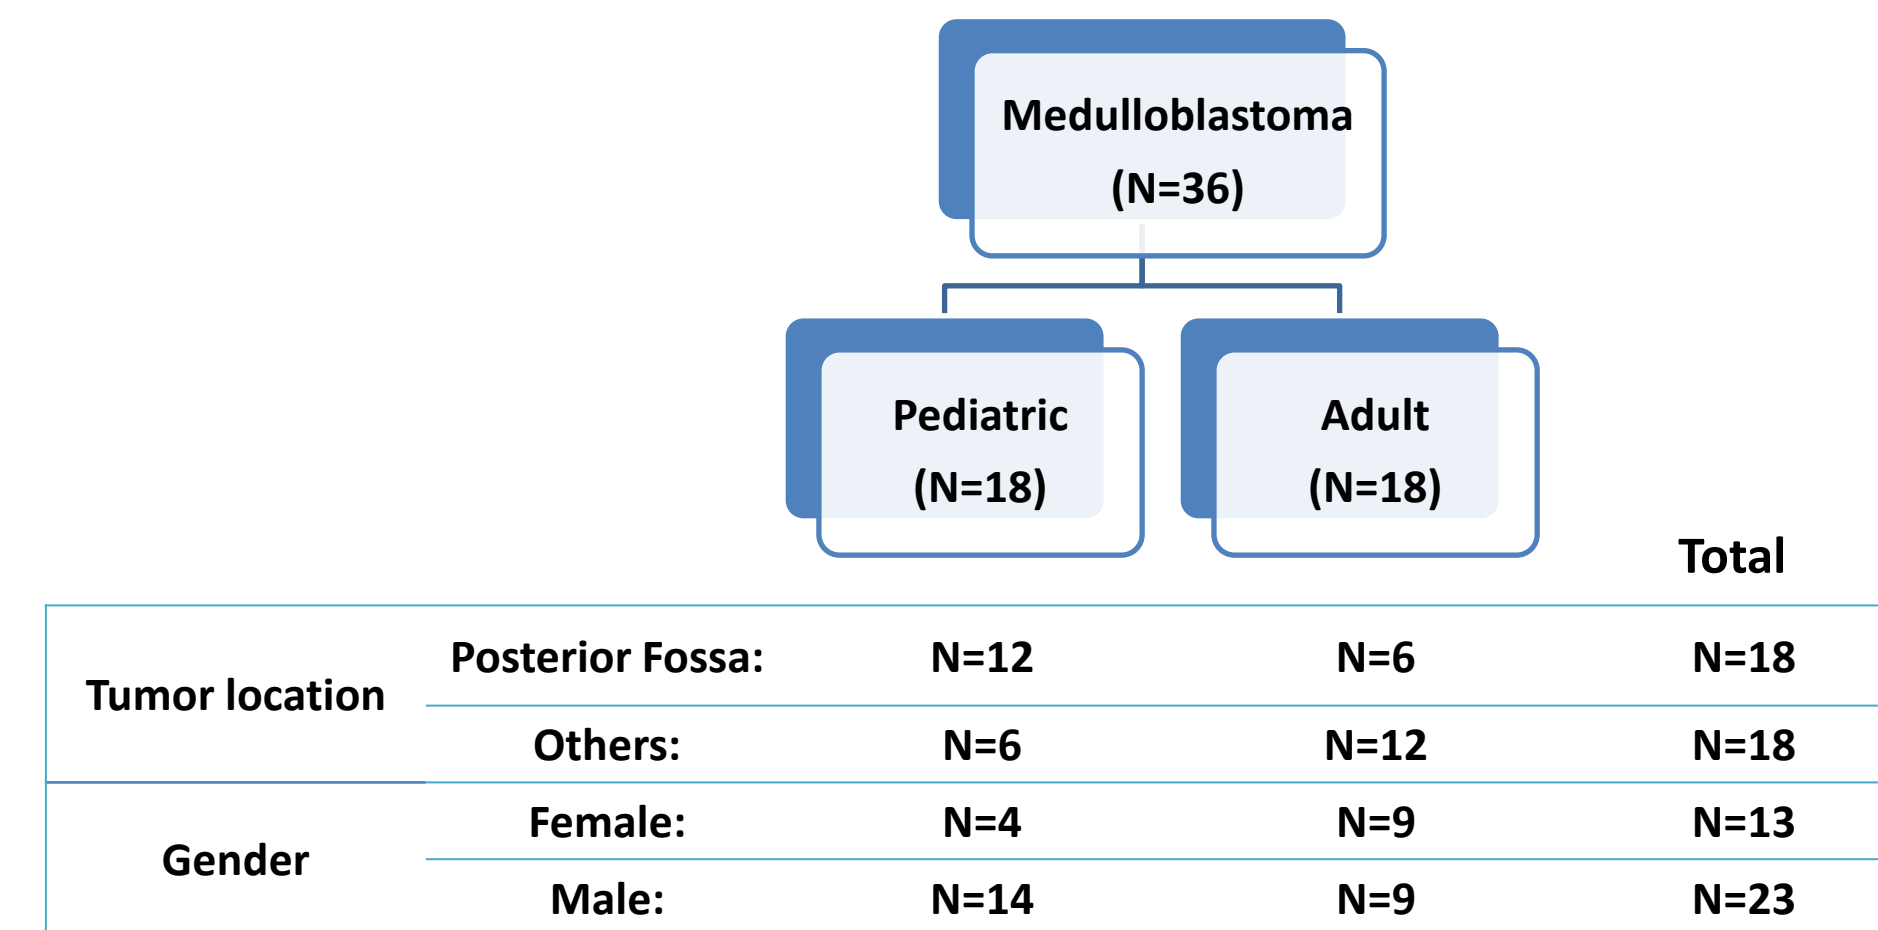 Medulloblastoma
(N=36)
Pediatric
(N=18)
Adult
(N=18)
Total
Tumor location
Posterior Fossa: N=12 N=6 N=18
Others: N=6 N=12 N=18
Gender
Female: N=4 N=9 N=13
Male: N=14 N=9 N=23